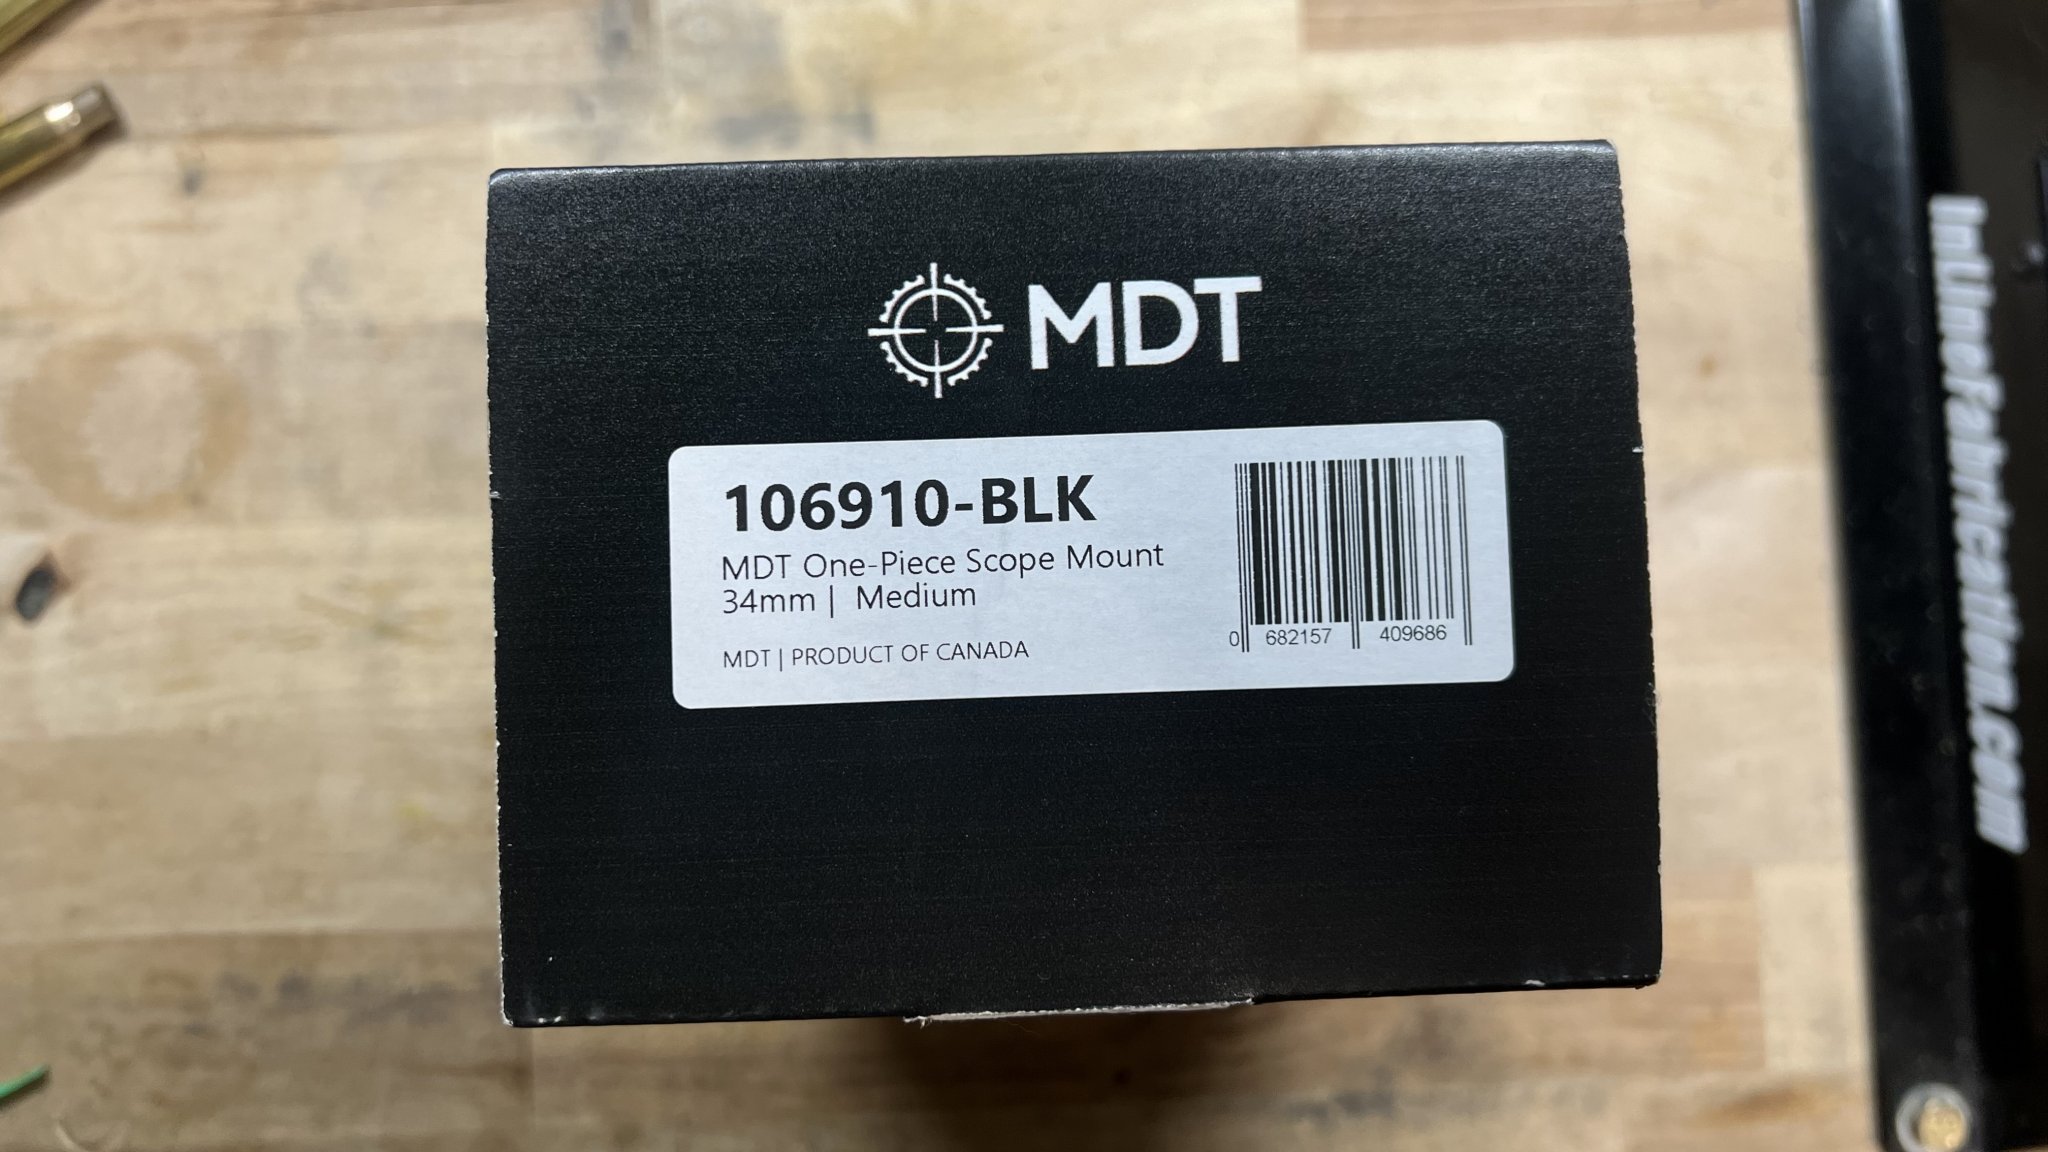 MDT
106910-BLK
MDT One-Piece Scope Mount
34mm | Medium
MDT | PRODUCT OF CANADA
0 682157 409686
InlineFabrication.com